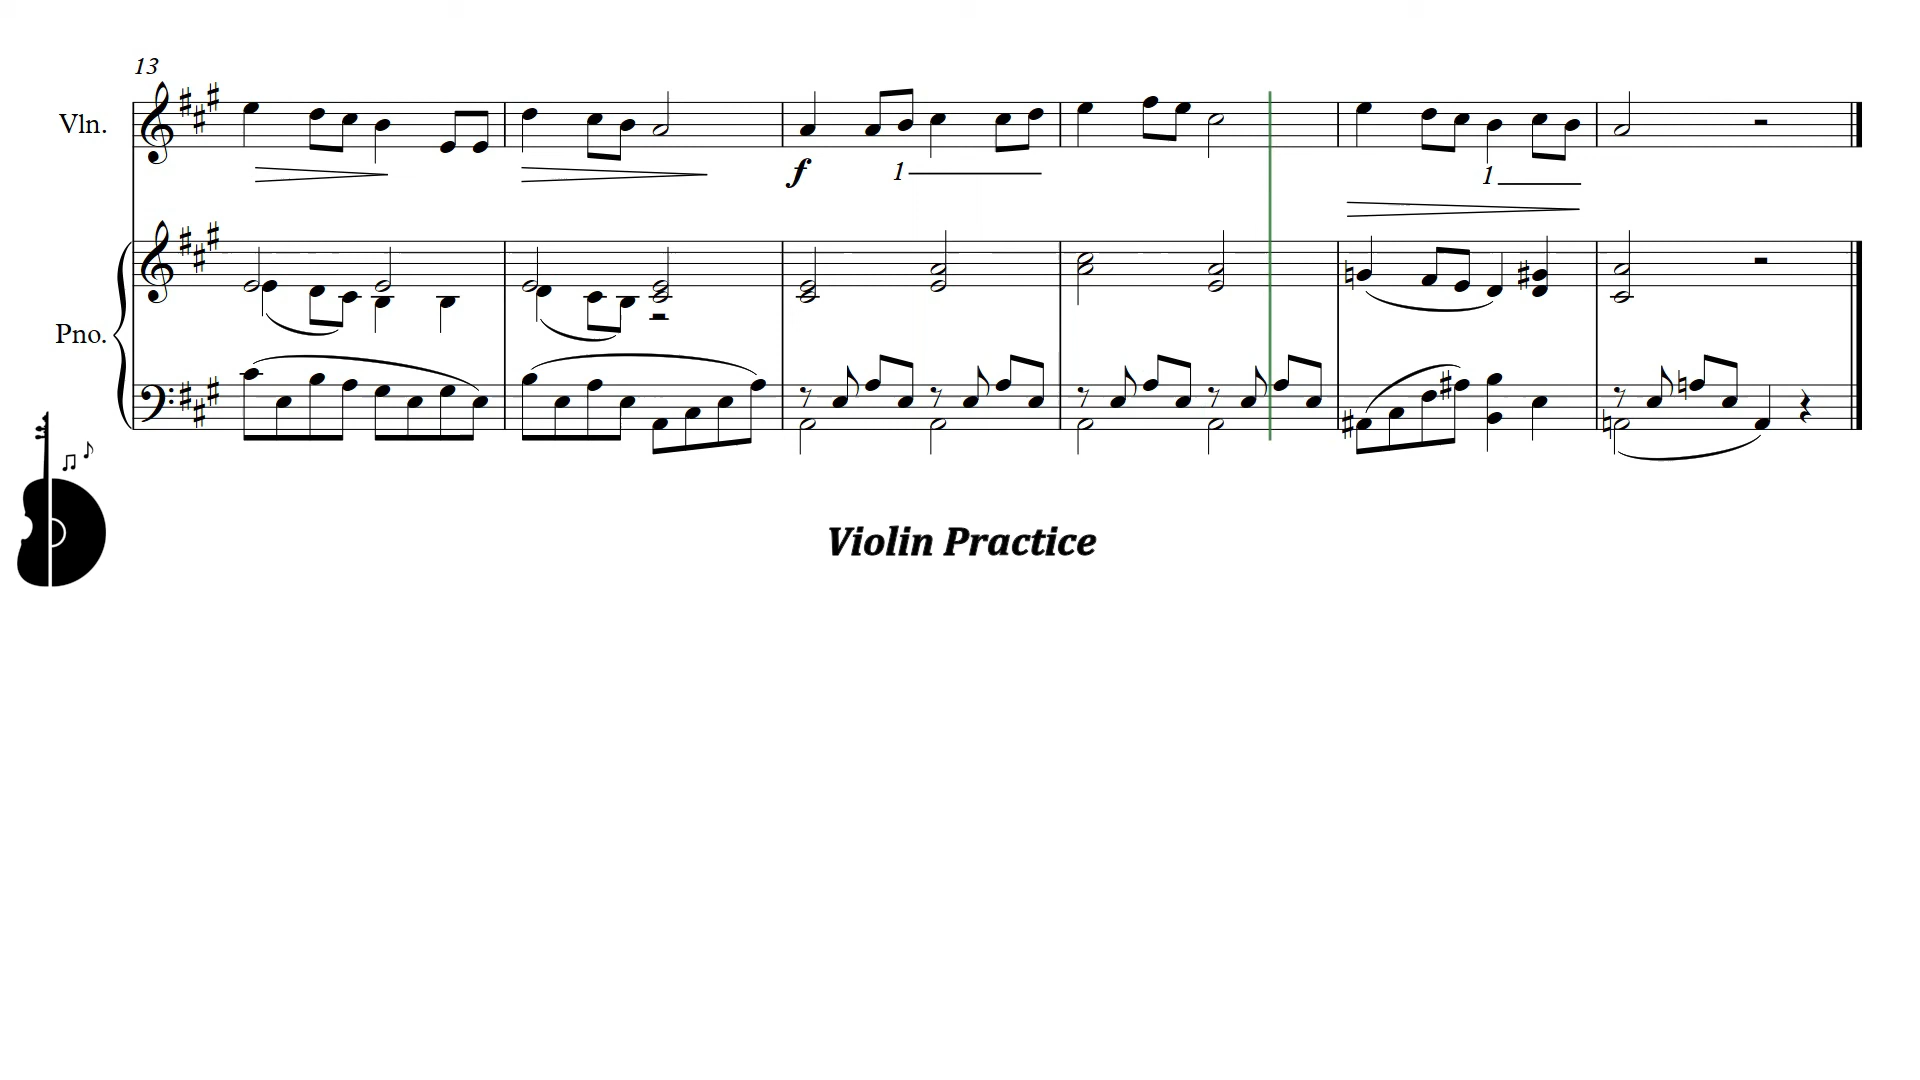 13
Vln.
f 1
1
Pno.
Violin Practice